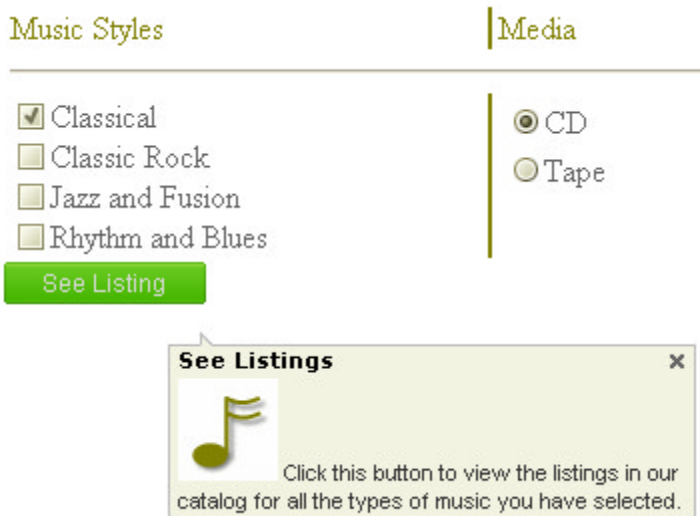 Music Styles
Media
Classical
Classic Rock
Jazz and Fusion
Rhythm and Blues
CD
Tape
See Listing
See Listings
Click this button to view the listings in our
catalog for all the types of music you have selected.